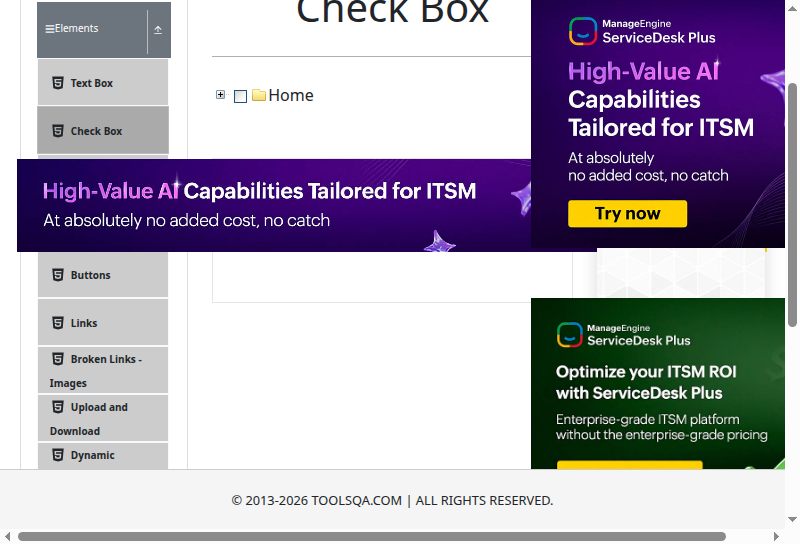 Check Box
Elements
Text Box
Check Box
Home
ManageEngine
ServiceDesk Plus
High-Value AI
Capabilities
Tailored for ITSM
At absolutely
no added cost, no catch
Try now
High-Value AI Capabilities Tailored for ITSM
At absolutely no added cost, no catch
Buttons
Links
Broken Links -
Images
Upload and
Download
Dynamic
ManageEngine
ServiceDesk Plus
Optimize your ITSM ROI
with ServiceDesk Plus
Enterprise-grade ITSM platform
without the enterprise-grade pricing
© 2013-2026 TOOLSQA.COM | ALL RIGHTS RESERVED.